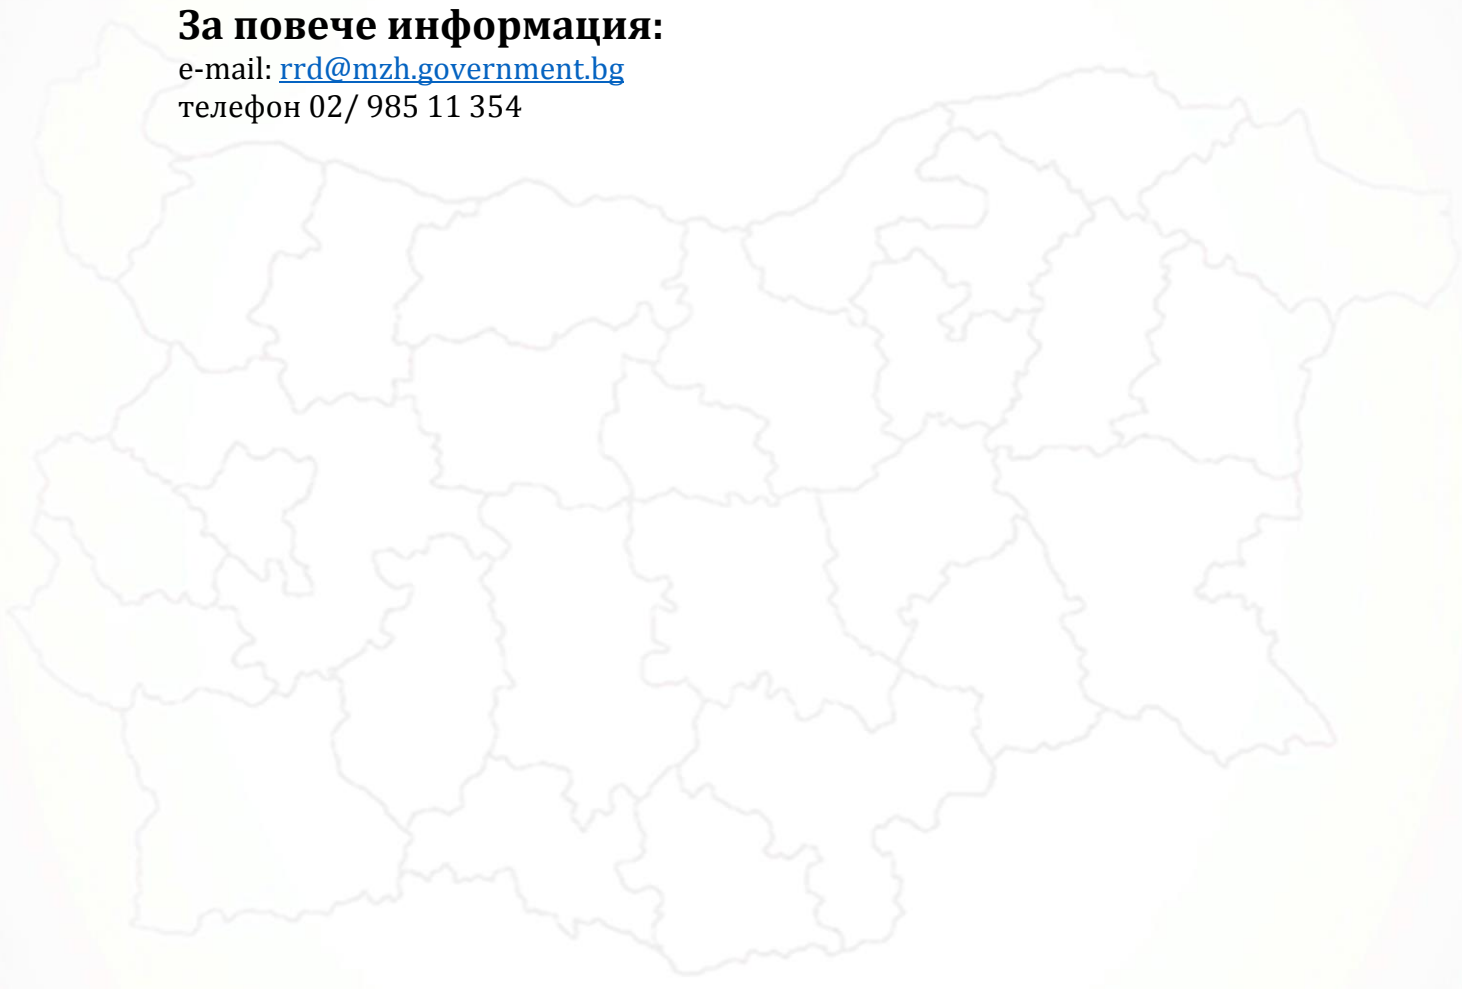 За повече информация:
e-mail: rrd@mzh.government.bg
телефон 02/ 985 11 354